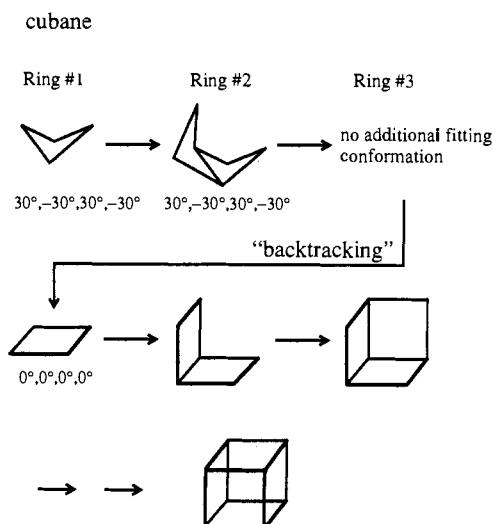 cubane
Ring #1 Ring #2 Ring #3
no additional fitting
conformation
30°,−30°,30°,−30° 30°,−30°,30°,−30°
“backtracking”
0°,0°,0°,0°